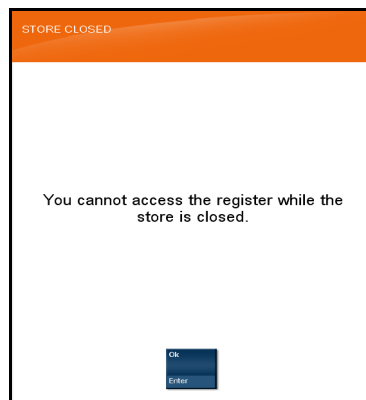 STORE CLOSED
You cannot access the register while the
store is closed.
Ok
Enter